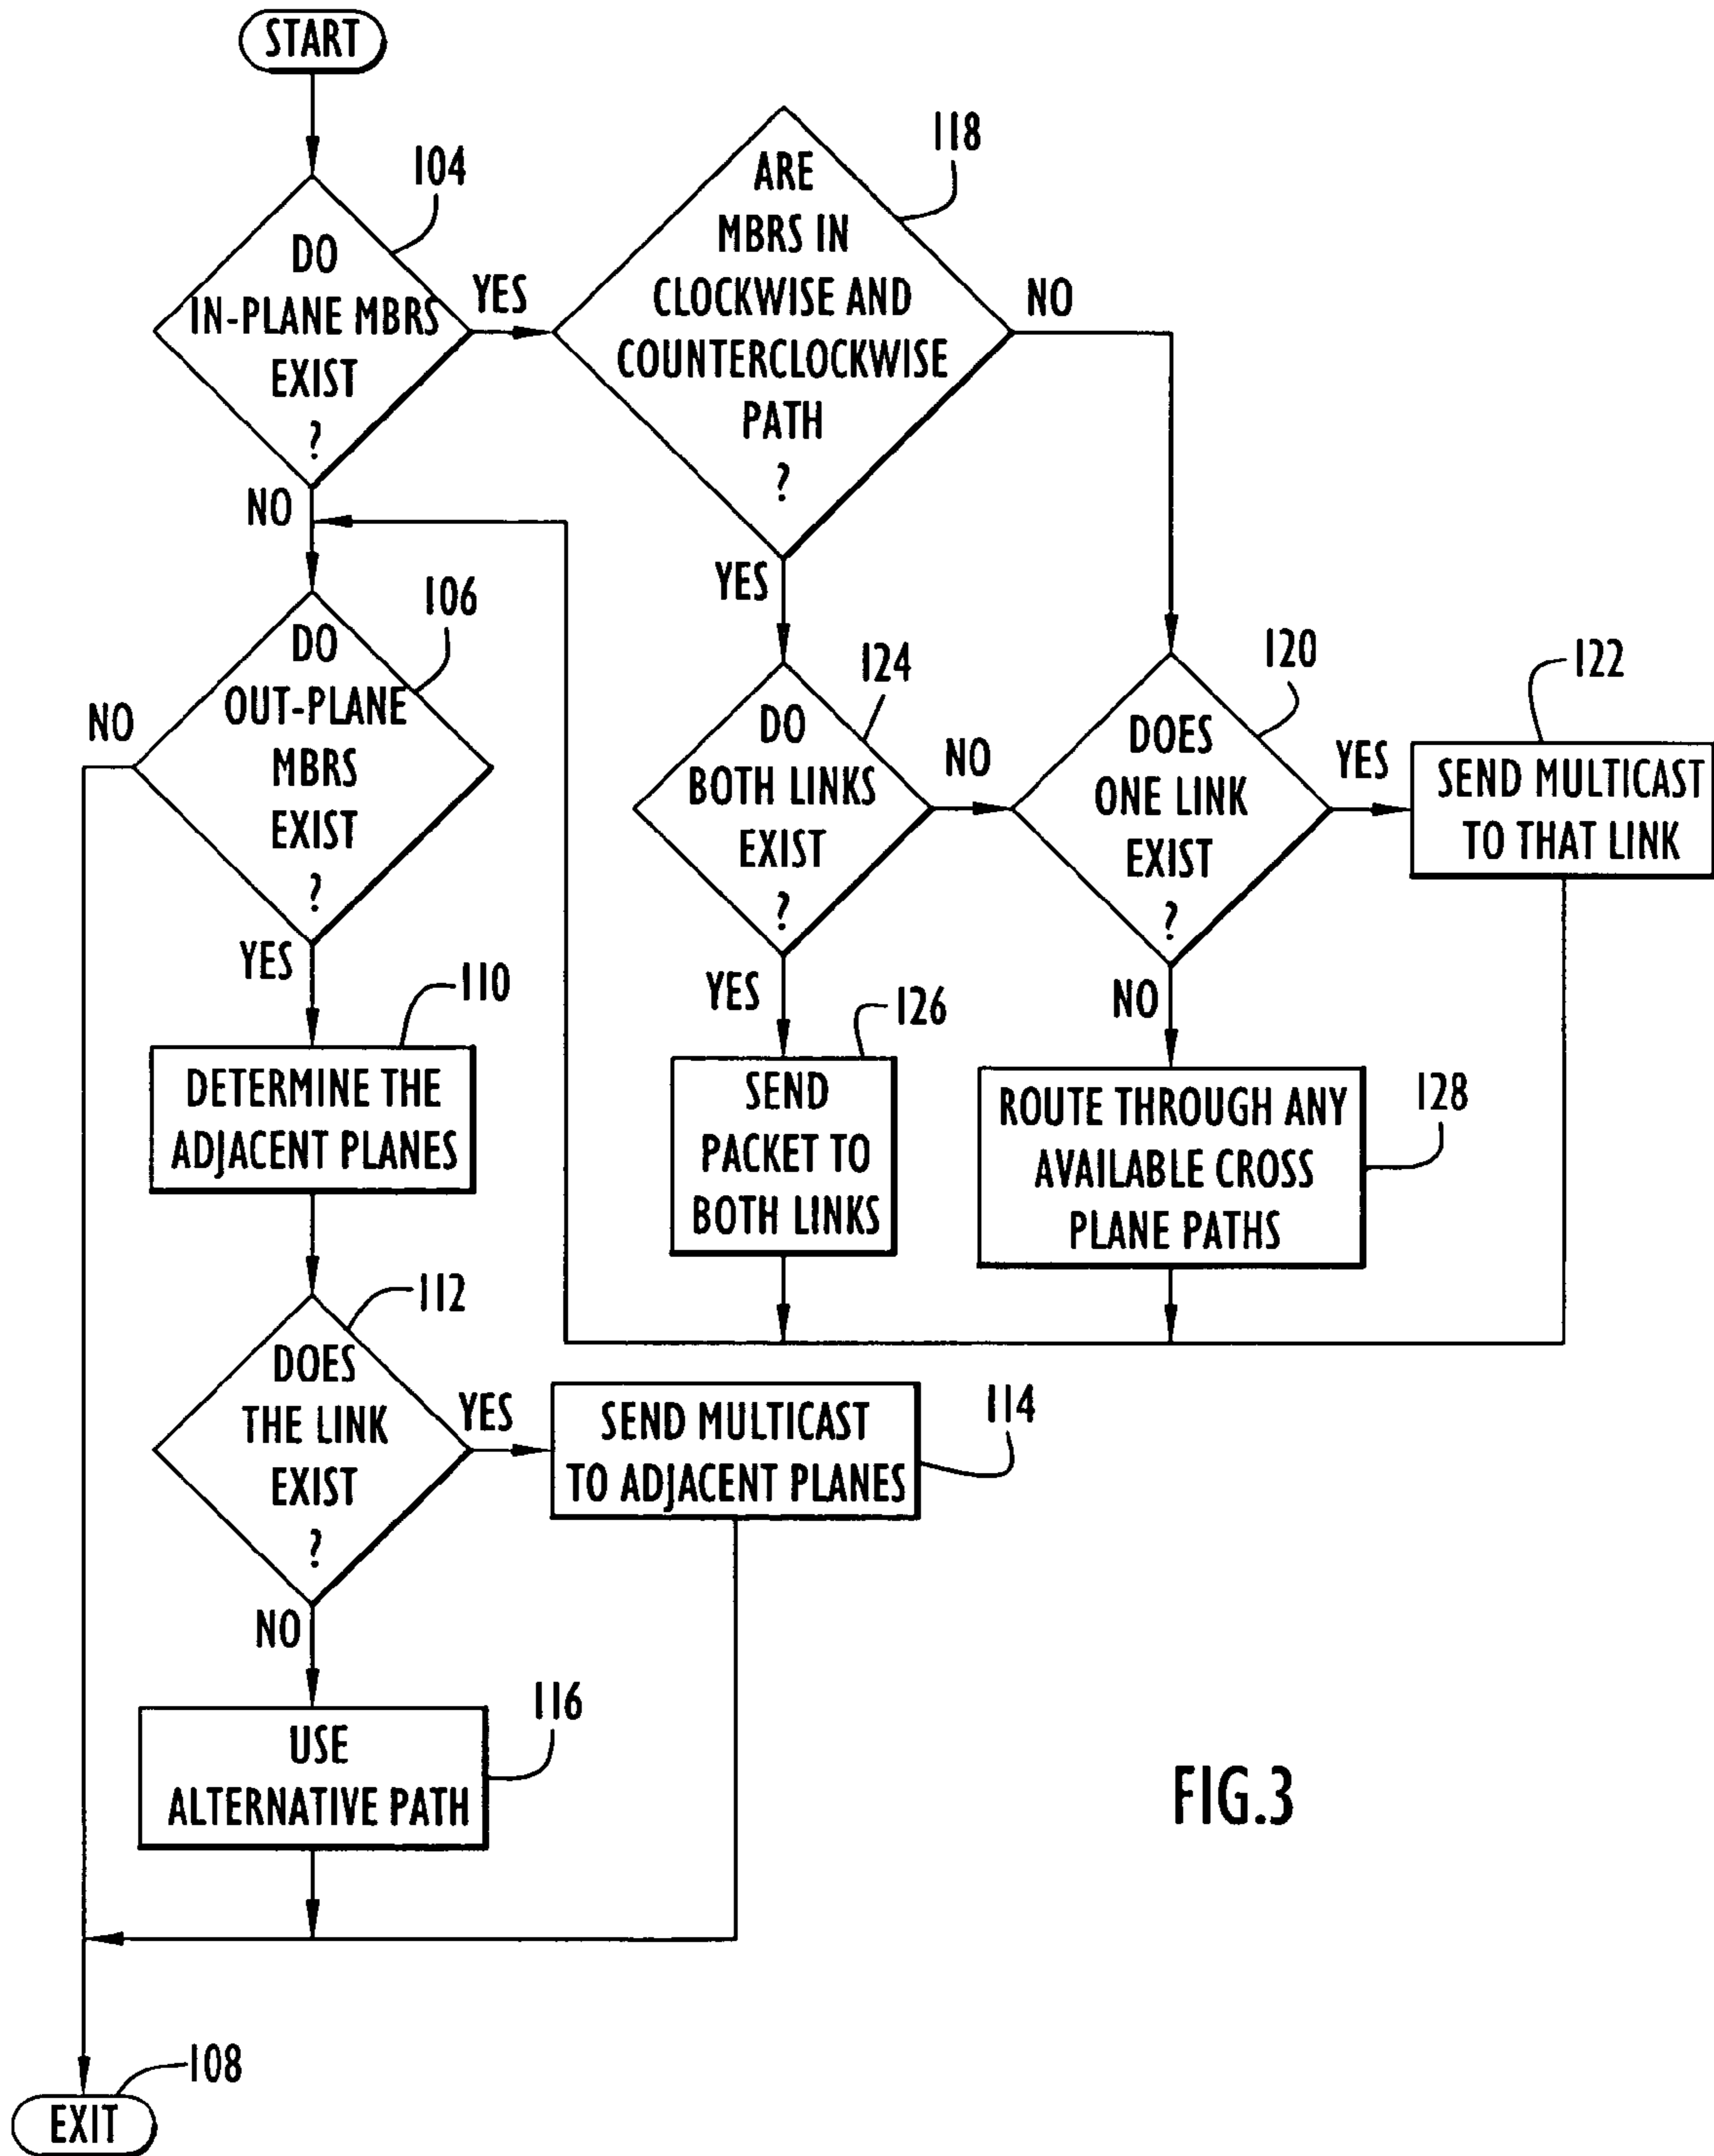 START
104
DO
IN-PLANE MBRS
EXIST
?
YES
NO
118
ARE
MBRS IN
CLOCKWISE AND
COUNTERCLOCKWISE
PATH
?
NO
YES
106
DO
OUT-PLANE
MBRS
EXIST
?
NO
YES
124
DO
BOTH LINKS
EXIST
?
NO
YES
120
DOES
ONE LINK
EXIST
?
YES
NO
122
SEND MULTICAST
TO THAT LINK
110
DETERMINE THE
ADJACENT PLANES
126
SEND
PACKET TO
BOTH LINKS
128
ROUTE THROUGH ANY
AVAILABLE CROSS
PLANE PATHS
112
DOES
THE LINK
EXIST
?
YES
NO
114
SEND MULTICAST
TO ADJACENT PLANES
116
USE
ALTERNATIVE PATH
FIG.3
108
EXIT